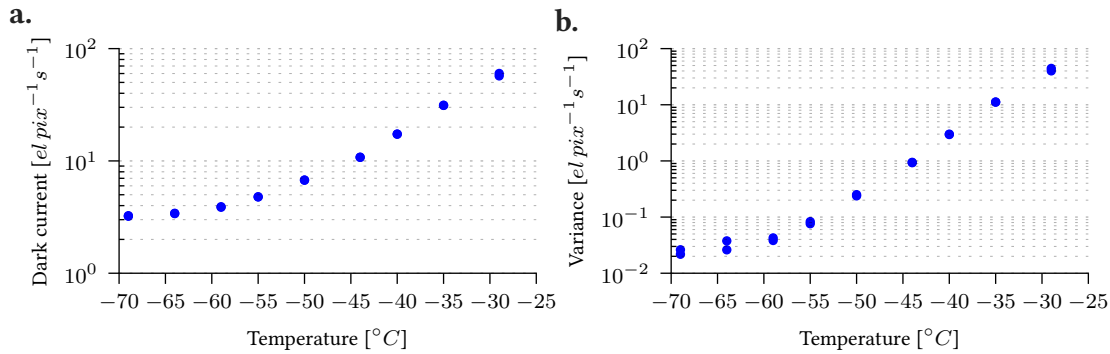 a.
Dark current [el pix⁻¹s⁻¹]
10²
10¹
10⁰
−70 −65 −60 −55 −50 −45 −40 −35 −30 −25
Temperature [°C]
b.
Variance [el pix⁻¹s⁻¹]
10²
10¹
10⁰
10⁻¹
10⁻²
−70 −65 −60 −55 −50 −45 −40 −35 −30 −25
Temperature [°C]